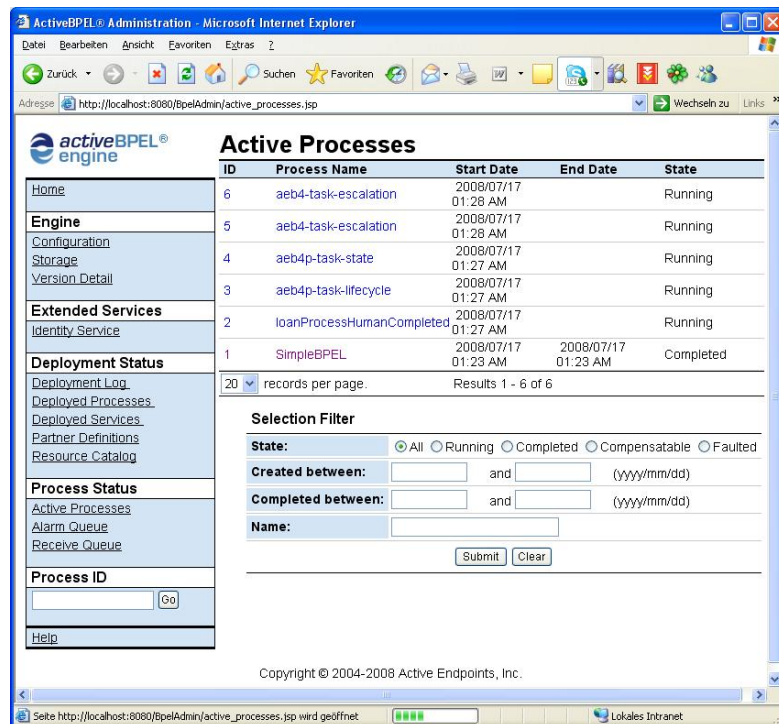 ActiveBPEL® Administration - Microsoft Internet Explorer
Datei Bearbeiten Ansicht Favoriten Extras ?
Zurück Suchen Favoriten
Adresse http://localhost:8080/BpelAdmin/active_processes.jsp Wechseln zu Links »
activeBPEL®
engine
Home
Engine
Configuration
Storage
Version Detail
Extended Services
Identity Service
Deployment Status
Deployment Log
Deployed Processes
Deployed Services
Partner Definitions
Resource Catalog
Process Status
Active Processes
Alarm Queue
Receive Queue
Process ID
Go
Help
Active Processes
ID Process Name Start Date End Date State
6 aeb4-task-escalation 2008/07/17 01:28 AM Running
5 aeb4-task-escalation 2008/07/17 01:28 AM Running
4 aeb4p-task-state 2008/07/17 01:27 AM Running
3 aeb4p-task-lifecycle 2008/07/17 01:27 AM Running
2 loanProcessHumanCompleted 2008/07/17 01:27 AM Running
1 SimpleBPEL 2008/07/17 01:23 AM 2008/07/17 01:23 AM Completed
20 records per page. Results 1 - 6 of 6
Selection Filter
State: All Running Completed Compensatable Faulted
Created between: and (yyyy/mm/dd)
Completed between: and (yyyy/mm/dd)
Name:
Submit Clear
Copyright © 2004-2008 Active Endpoints, Inc.
Seite http://localhost:8080/BpelAdmin/active_processes.jsp wird geöffnet Lokales Intranet